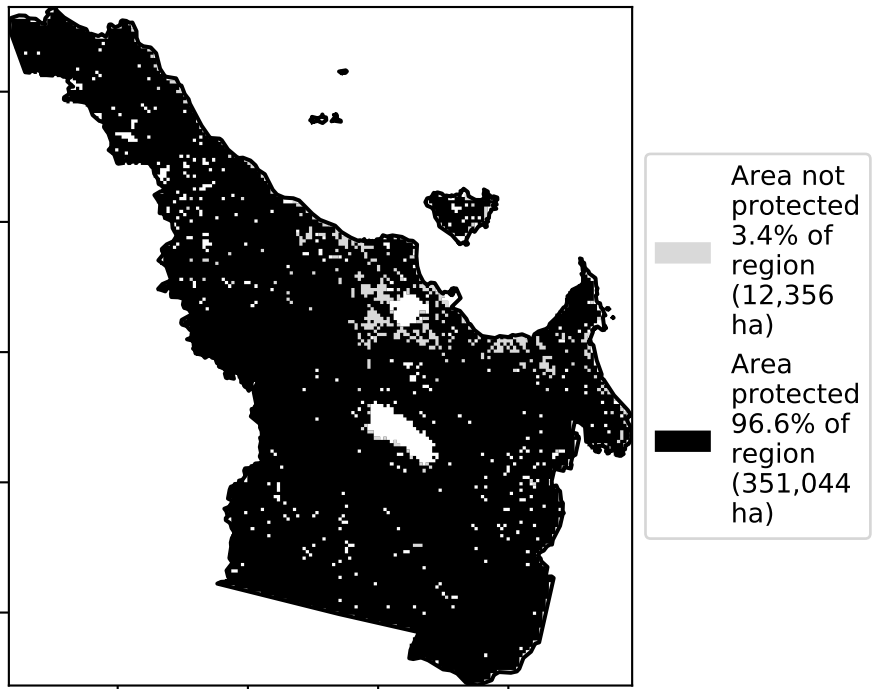 Area not
protected
3.4% of
region
(12,356
ha)
Area
protected
96.6% of
region
(351,044
ha)